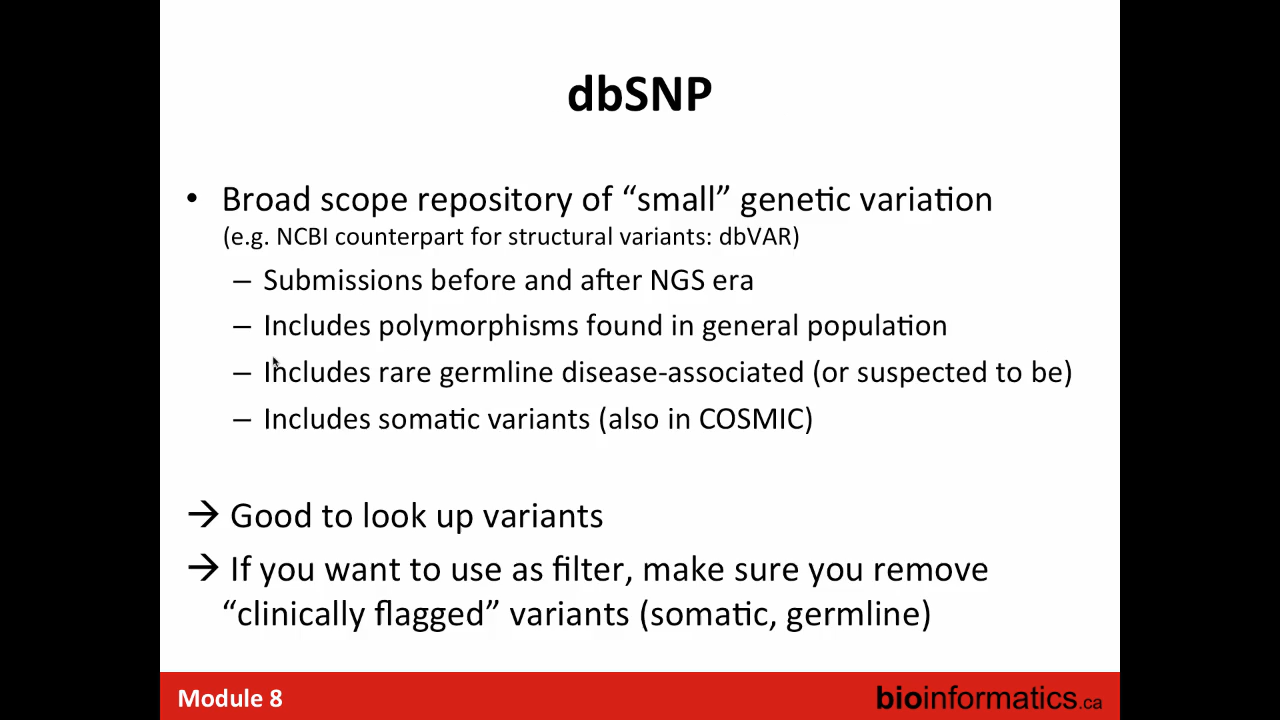 dbSNP
• Broad scope repository of “small” genetic variation
(e.g. NCBI counterpart for structural variants: dbVAR)
– Submissions before and after NGS era
– Includes polymorphisms found in general population
– Includes rare germline disease-associated (or suspected to be)
– Includes somatic variants (also in COSMIC)
→ Good to look up variants
→ If you want to use as filter, make sure you remove
“clinically flagged” variants (somatic, germline)
Module 8
bioinformatics.ca